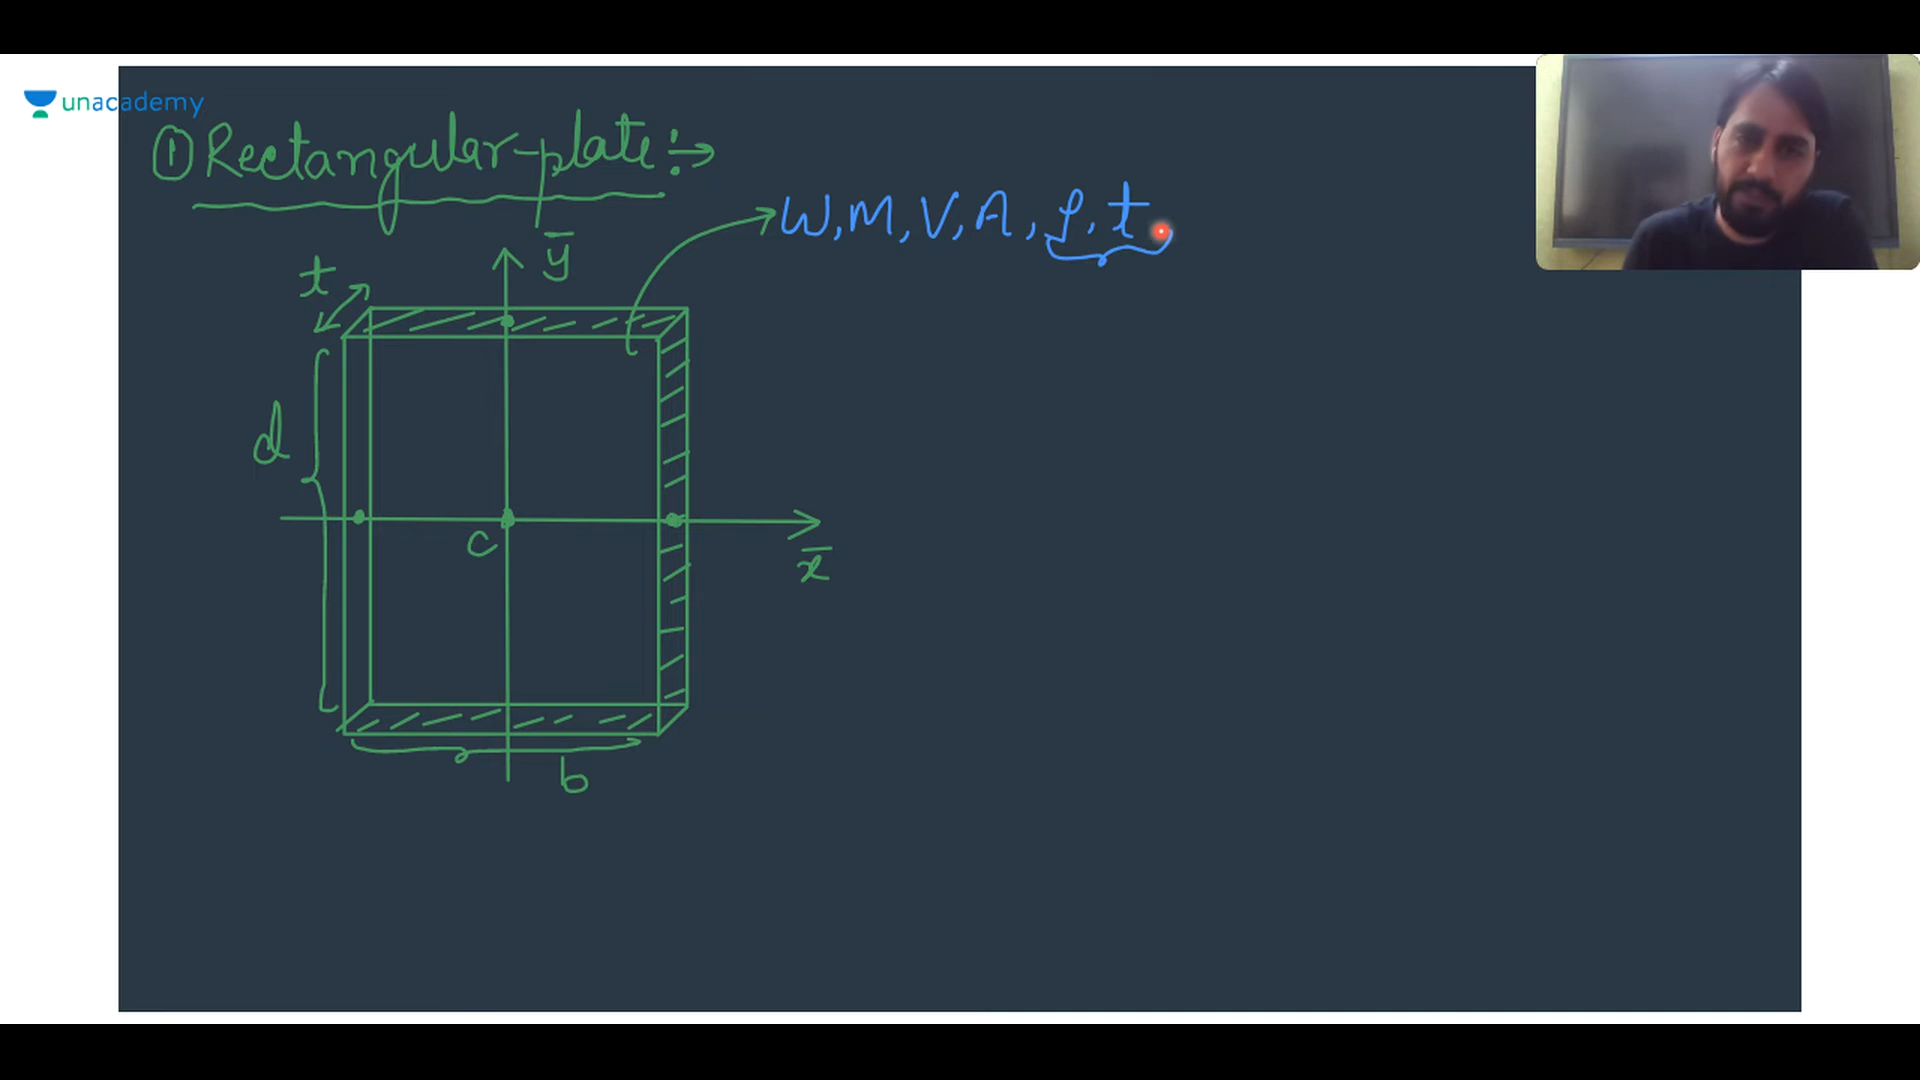 unacademy
① Rectangular-plate :→
W, M, V, A, ρ, t
ȳ
t
d
C
x̄
b